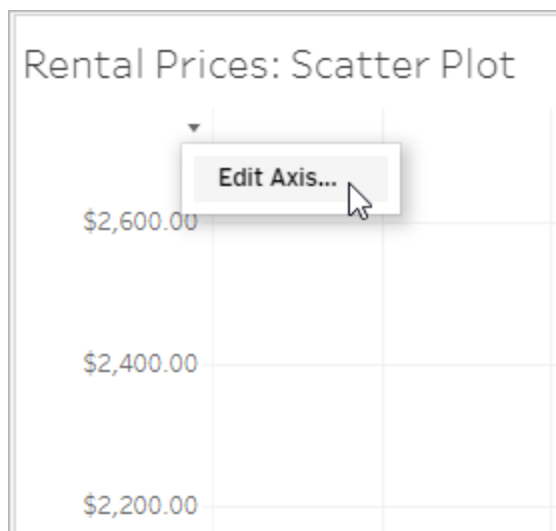 Rental Prices: Scatter Plot
Edit Axis...
$2,600.00
$2,400.00
$2,200.00